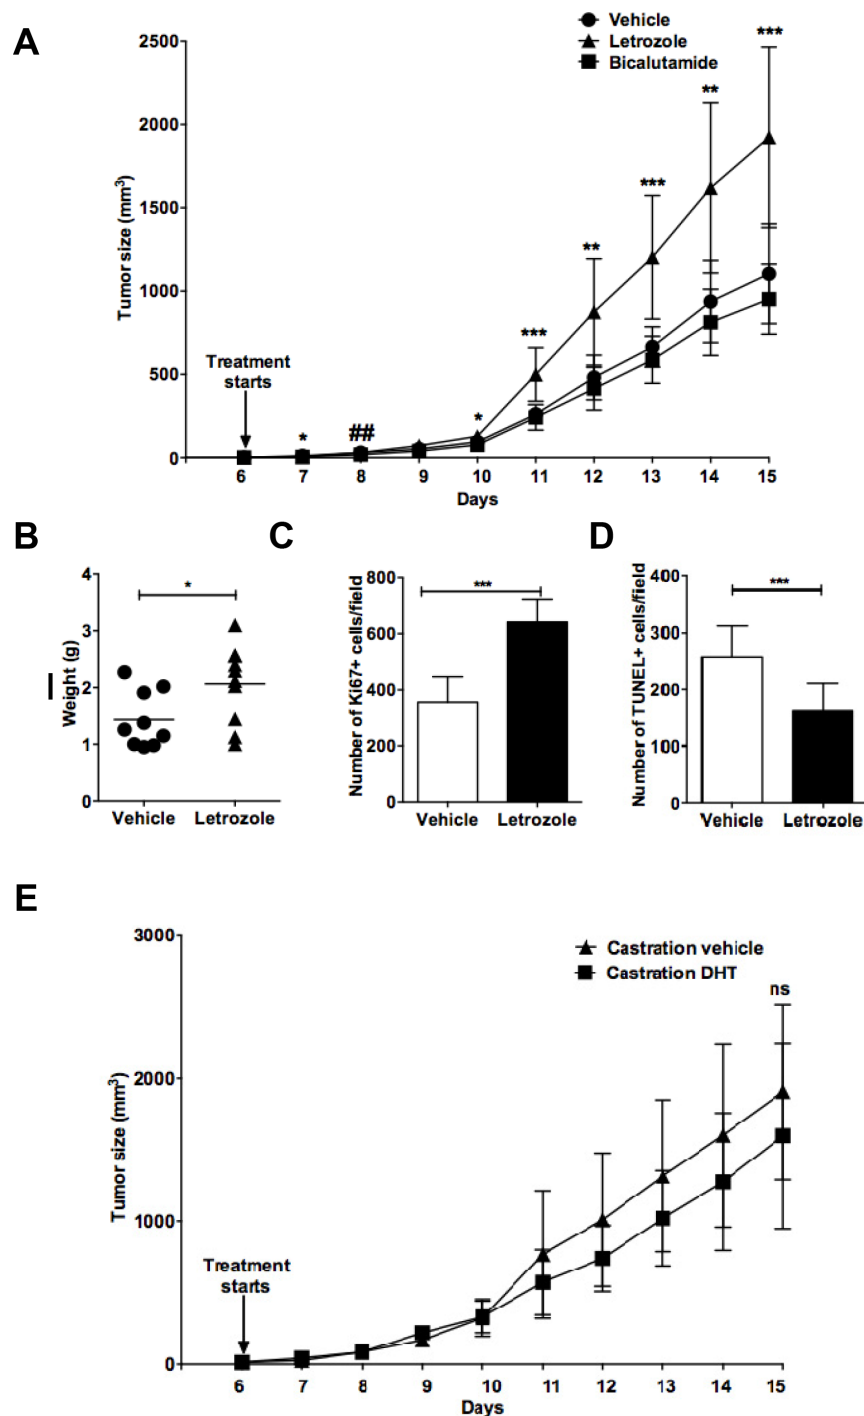 A
Vehicle
Letrozole
Bicalutamide
2500
2000
1500
1000
500
0
Tumor size (mm³)
Treatment
starts
*
##
*
***
**
***
**
***
6 7 8 9 10 11 12 13 14 15
Days
B
4
3
2
1
0
Weight (g)
*
Vehicle Letrozole
C
800
600
400
200
0
Number of Ki67+ cells/field
***
Vehicle Letrozole
D
400
300
200
100
0
Number of TUNEL+ cells/field
***
Vehicle Letrozole
E
Castration vehicle
Castration DHT
3000
2000
1000
0
Tumor size (mm³)
Treatment
starts
ns
6 7 8 9 10 11 12 13 14 15
Days